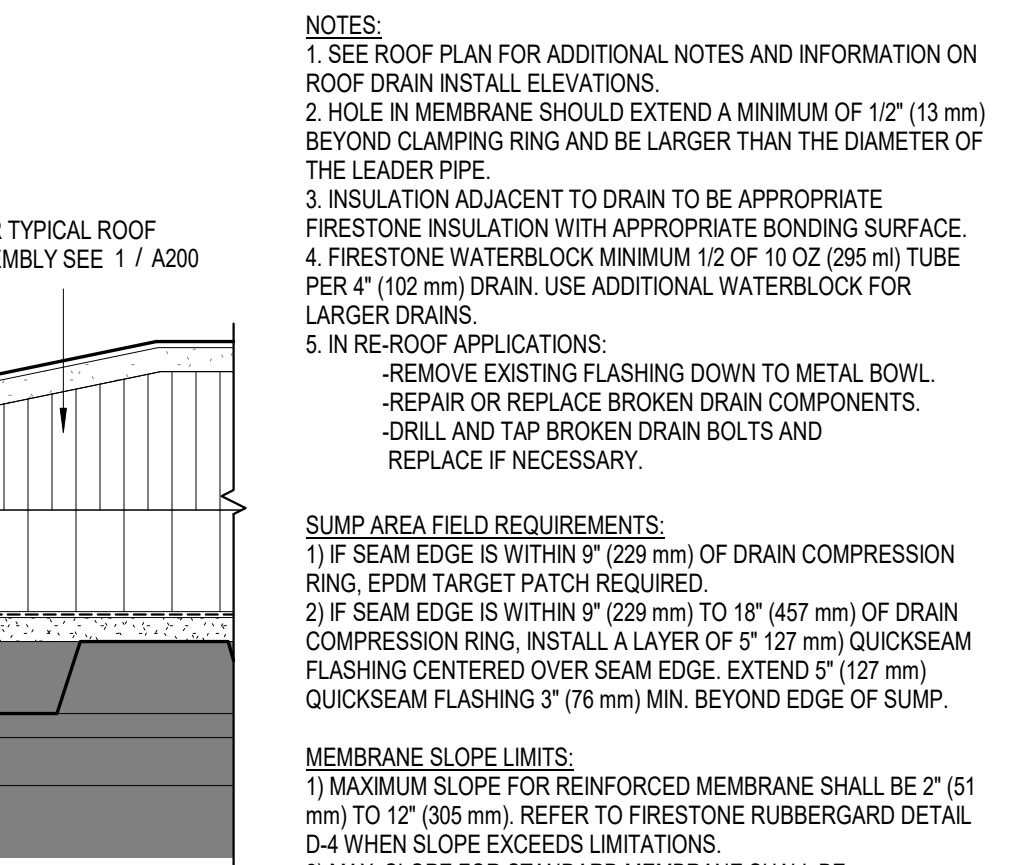 NOTES:
1. SEE ROOF PLAN FOR ADDITIONAL NOTES AND INFORMATION ON
ROOF DRAIN INSTALL ELEVATIONS.
2. HOLE IN MEMBRANE SHOULD EXTEND A MINIMUM OF 1/2" (13 mm)
BEYOND CLAMPING RING AND BE LARGER THAN THE DIAMETER OF
THE LEADER PIPE.
3. INSULATION ADJACENT TO DRAIN TO BE APPROPRIATE
FIRESTONE INSULATION WITH APPROPRIATE BONDING SURFACE.
4. FIRESTONE WATERBLOCK MINIMUM 1/2 OF 10 OZ (295 ml) TUBE
PER 4" (102 mm) DRAIN. USE ADDITIONAL WATERBLOCK FOR
LARGER DRAINS.
5. IN RE-ROOF APPLICATIONS:
-REMOVE EXISTING FLASHING DOWN TO METAL BOWL.
-REPAIR OR REPLACE BROKEN DRAIN COMPONENTS.
-DRILL AND TAP BROKEN DRAIN BOLTS AND
REPLACE IF NECESSARY.
TYPICAL ROOF
EMBLY SEE 1 / A200
SUMP AREA FIELD REQUIREMENTS:
1) IF SEAM EDGE IS WITHIN 9" (229 mm) OF DRAIN COMPRESSION
RING, EPDM TARGET PATCH REQUIRED.
2) IF SEAM EDGE IS WITHIN 9" (229 mm) TO 18" (457 mm) OF DRAIN
COMPRESSION RING, INSTALL A LAYER OF 5" 127 mm) QUICKSEAM
FLASHING CENTERED OVER SEAM EDGE. EXTEND 5" (127 mm)
QUICKSEAM FLASHING 3" (76 mm) MIN. BEYOND EDGE OF SUMP.
MEMBRANE SLOPE LIMITS:
1) MAXIMUM SLOPE FOR REINFORCED MEMBRANE SHALL BE 2" (51
mm) TO 12" (305 mm). REFER TO FIRESTONE RUBBERGARD DETAIL
D-4 WHEN SLOPE EXCEEDS LIMITATIONS.
2) MAX. SLOPE FOR STANDARD MEMBRANE SHALL BE